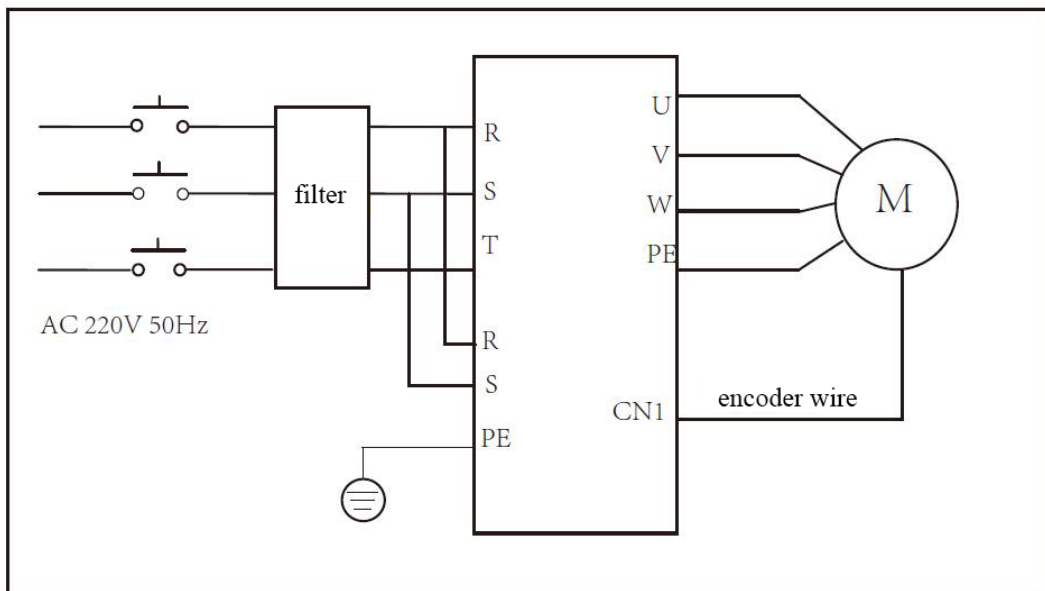 U
R
V
M
filter
S
W
T
PE
AC 220V 50Hz
R
S
encoder wire
CN1
PE